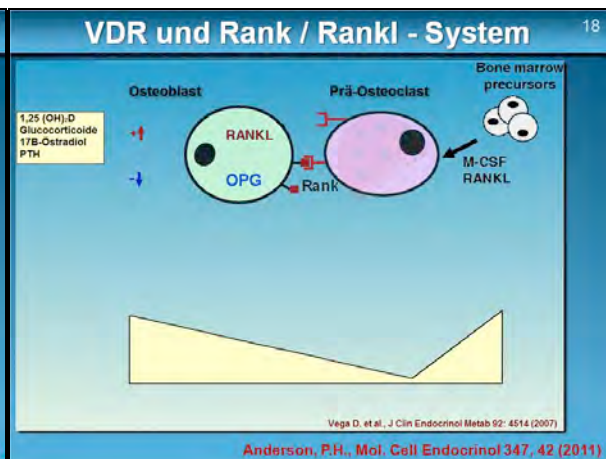 VDR und Rank / Rankl - System
18
Bone marrow
precursors
Osteoblast
Prä-Osteoclast
1,25 (OH)2D
Glucocorticoide
17B-Ostradiol
PTH
+
RANKL
-
OPG
Rank
M-CSF
RANKL
Vega D. et al., J Clin Endocrinol Metab 92: 4514 (2007)
Anderson, P.H., Mol. Cell Endocrinol 347, 42 (2011)